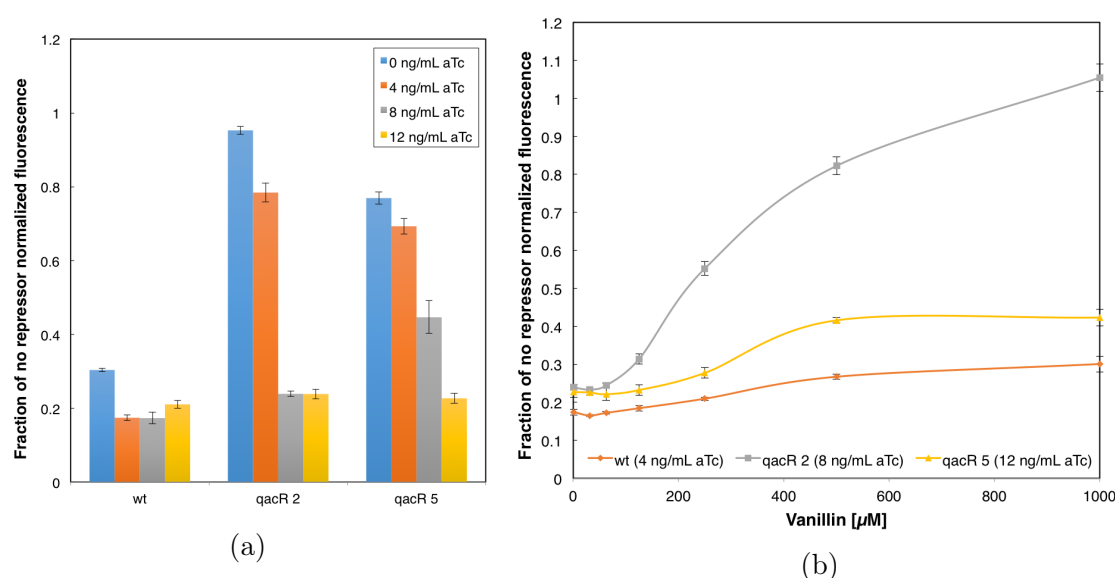 Fraction of no repressor normalized fluorescence
1.2
1
0.8
0.6
0.4
0.2
0
0 ng/mL aTc
4 ng/mL aTc
8 ng/mL aTc
12 ng/mL aTc
wt qacR 2 qacR 5
(a)
Fraction of no repressor normalized fluorescence
1.2
1.1
1
0.9
0.8
0.7
0.6
0.5
0.4
0.3
0.2
0.1
0
wt (4 ng/mL aTc) qacR 2 (8 ng/mL aTc) qacR 5 (12 ng/mL aTc)
0 200 400 600 800 1000
Vanillin [µM]
(b)